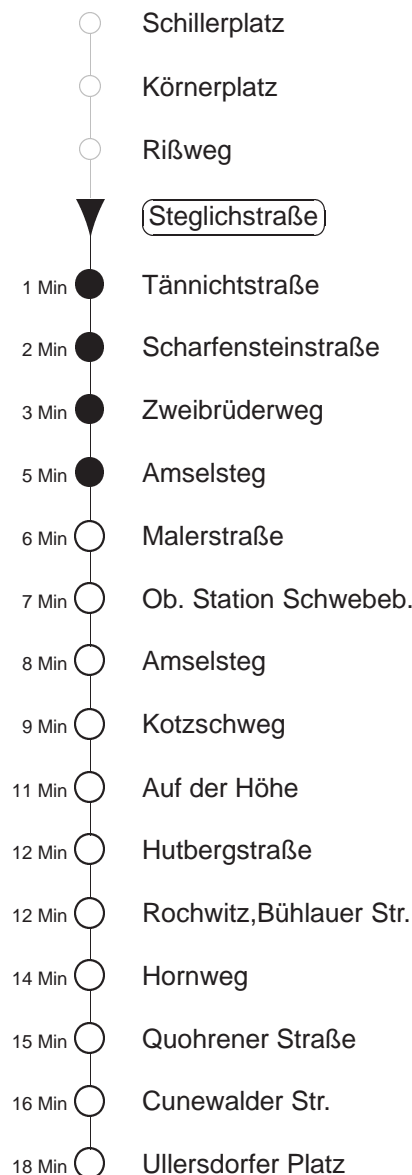 Schillerplatz
Körnerplatz
Rißweg
Steglichstraße
1 Min Tännichtstraße
2 Min Scharfensteinstraße
3 Min Zweibrüderweg
5 Min Amselsteg
6 Min Malerstraße
7 Min Ob. Station Schwebeb.
8 Min Amselsteg
9 Min Kotzschweg
11 Min Auf der Höhe
12 Min Hutbergstraße
12 Min Rochwitz,Bühlauer Str.
14 Min Hornweg
15 Min Quohrener Straße
16 Min Cunewalder Str.
18 Min Ullersdorfer Platz